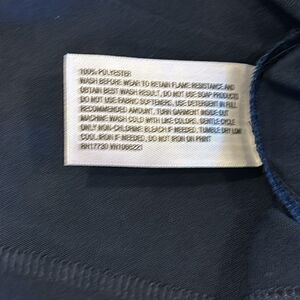 100% POLYESTER
WASH BEFORE WEAR TO RETAIN FLAME RESISTANCE AND
OBTAIN BEST WASH RESULT, DO NOT USE SOAP PRODUCTS
DO NOT USE FABRIC SOFTENERS, USE DETERGENT IN FULL
RECOMMENDED AMOUNT, TURN GARMENT INSIDE OUT
MACHINE WASH COLD WITH LIKE COLORS, GENTLE CYCLE
ONLY NON-CHLORINE BLEACH IF NEEDED, TUMBLE DRY LOW
COOL IRON IF NEEDED, DO NOT IRON ON PRINT